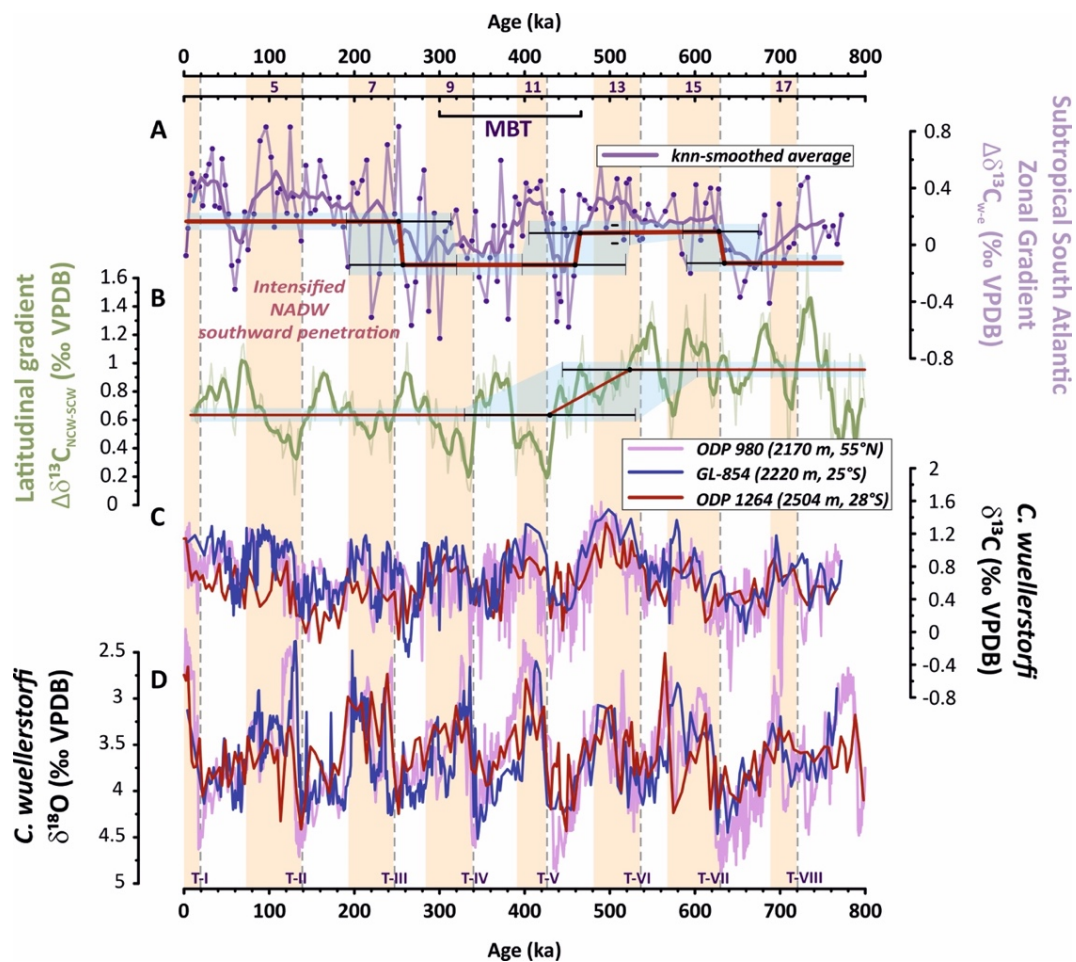 Age (ka)
0 100 200 300 400 500 600 700 800
5 7 9 11 13 15 17
A
MBT
knn-smoothed average
0.8
0.4
0
-0.4
-0.8
Subtropical South Atlantic
Zonal Gradient
Δδ¹³C w-e (‰ VPDB)
Intensified
NADW
southward penetration
B
1.6
1.4
1.2
1
0.8
0.6
0.4
0.2
0
Latitudinal gradient
Δδ¹³C NCW-SCW (‰ VPDB)
ODP 980 (2170 m, 55°N)
GL-854 (2220 m, 25°S)
ODP 1264 (2504 m, 28°S)
C
2
1.6
1.2
0.8
0.4
0
-0.4
-0.8
C. wuellerstorfi
δ¹³C (‰ VPDB)
D
2.5
3
3.5
4
4.5
5
C. wuellerstorfi
δ¹⁸O (‰ VPDB)
T-I T-II T-III T-IV T-V T-VI T-VII T-VIII
0 100 200 300 400 500 600 700 800
Age (ka)